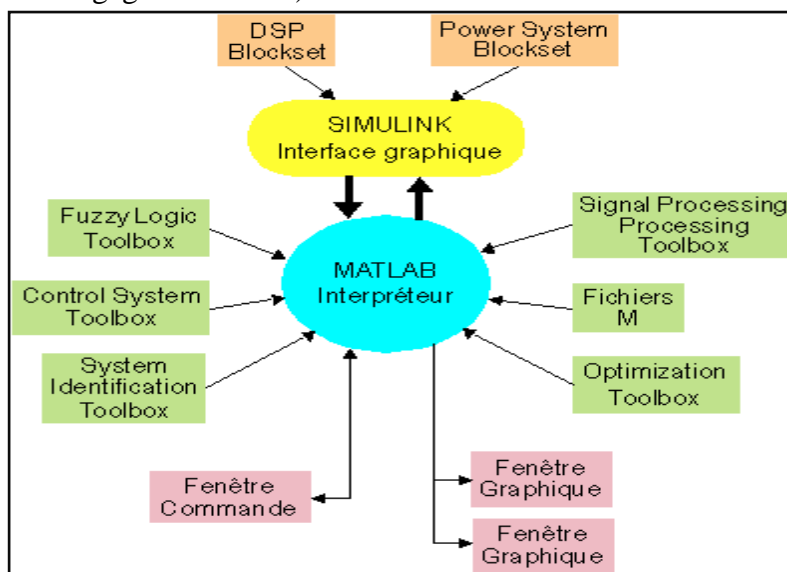 DSP
Blockset
Power System
Blockset
SIMULINK
Interface graphique
Fuzzy Logic
Toolbox
Signal Processing
Processing
Toolbox
MATLAB
Interpréteur
Control System
Toolbox
Fichiers
M
System
Identification
Toolbox
Optimization
Toolbox
Fenêtre
Commande
Fenêtre
Graphique
Fenêtre
Graphique